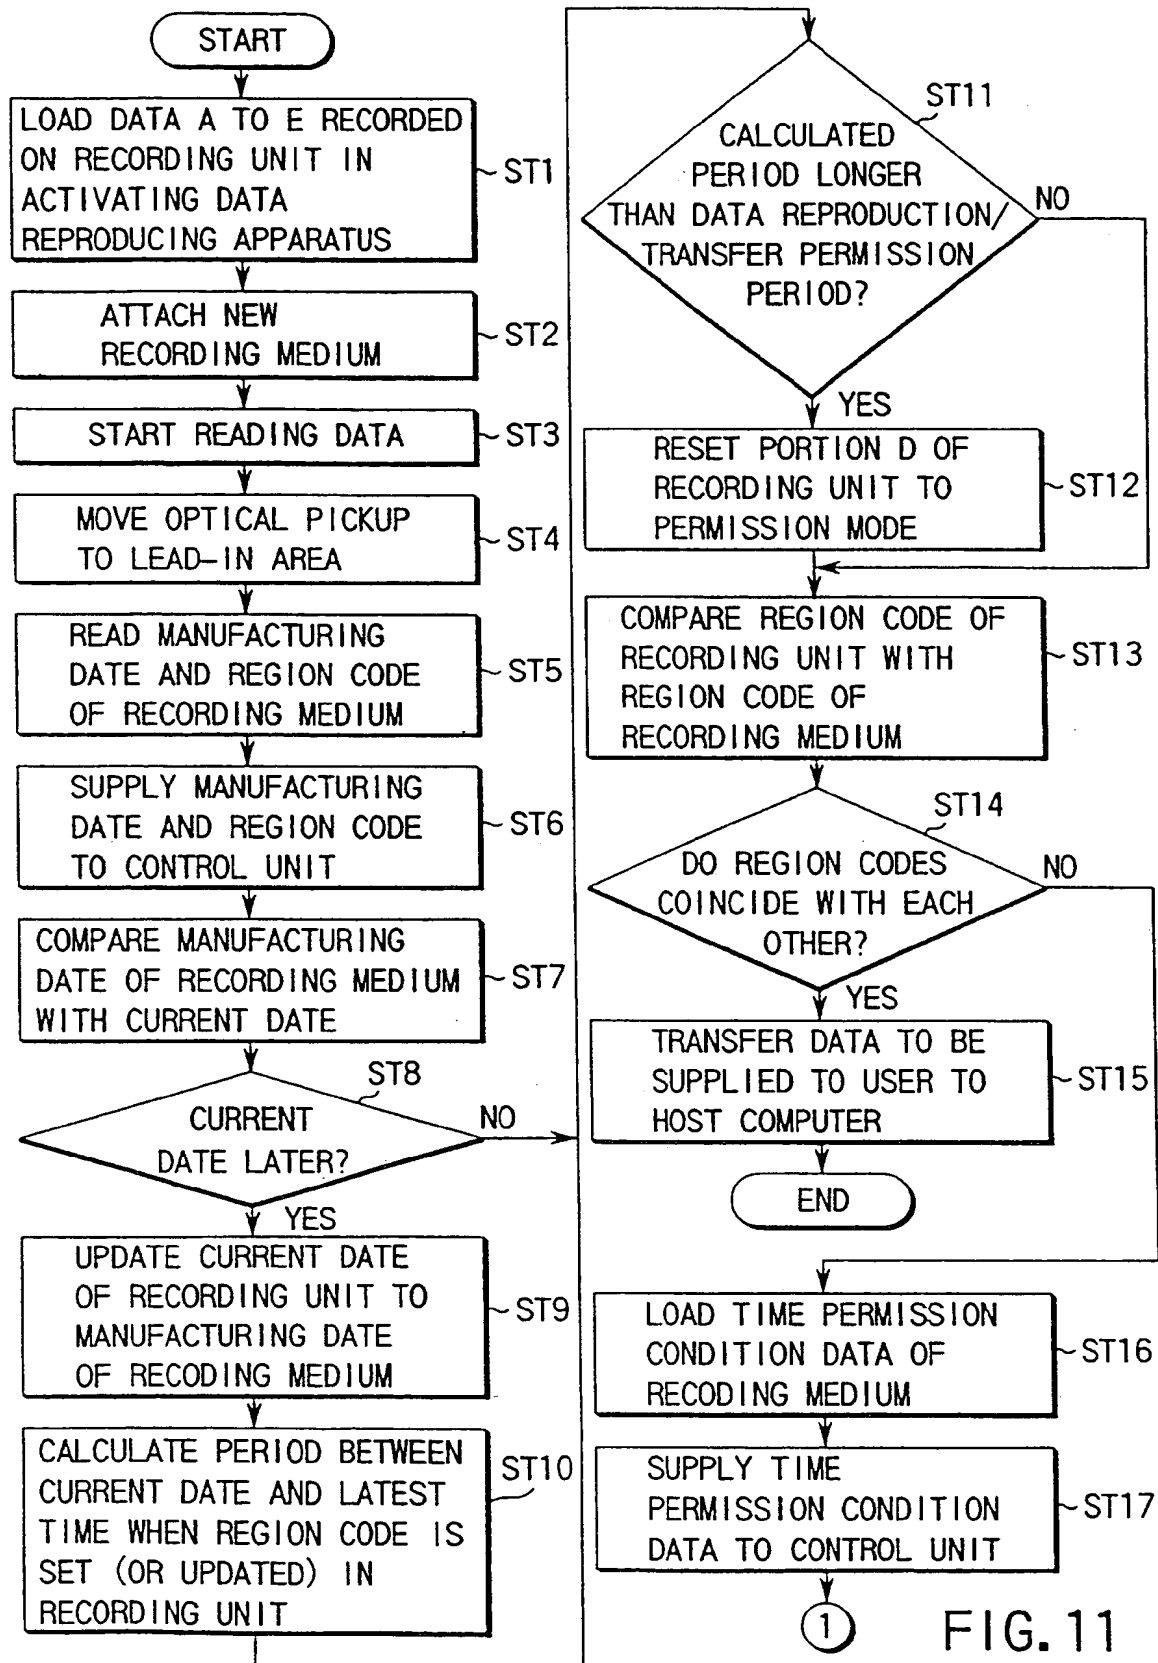 START
LOAD DATA A TO E RECORDED
ON RECORDING UNIT IN
ACTIVATING DATA
REPRODUCING APPARATUS
ST1
ATTACH NEW
RECORDING MEDIUM
ST2
START READING DATA
ST3
MOVE OPTICAL PICKUP
TO LEAD-IN AREA
ST4
READ MANUFACTURING
DATE AND REGION CODE
OF RECORDING MEDIUM
ST5
SUPPLY MANUFACTURING
DATE AND REGION CODE
TO CONTROL UNIT
ST6
COMPARE MANUFACTURING
DATE OF RECORDING MEDIUM
WITH CURRENT DATE
ST7
ST8
CURRENT
DATE LATER?
NO
YES
UPDATE CURRENT DATE
OF RECORDING UNIT TO
MANUFACTURING DATE
OF RECODING MEDIUM
ST9
CALCULATE PERIOD BETWEEN
CURRENT DATE AND LATEST
TIME WHEN REGION CODE IS
SET (OR UPDATED) IN
RECORDING UNIT
ST10
ST11
CALCULATED
PERIOD LONGER
THAN DATA REPRODUCTION/
TRANSFER PERMISSION
PERIOD?
NO
YES
RESET PORTION D OF
RECORDING UNIT TO
PERMISSION MODE
ST12
COMPARE REGION CODE OF
RECORDING UNIT WITH
REGION CODE OF
RECORDING MEDIUM
ST13
ST14
DO REGION CODES
COINCIDE WITH EACH
OTHER?
NO
YES
TRANSFER DATA TO BE
SUPPLIED TO USER TO
HOST COMPUTER
ST15
END
LOAD TIME PERMISSION
CONDITION DATA OF
RECODING MEDIUM
ST16
SUPPLY TIME
PERMISSION CONDITION
DATA TO CONTROL UNIT
ST17
1
FIG. 11